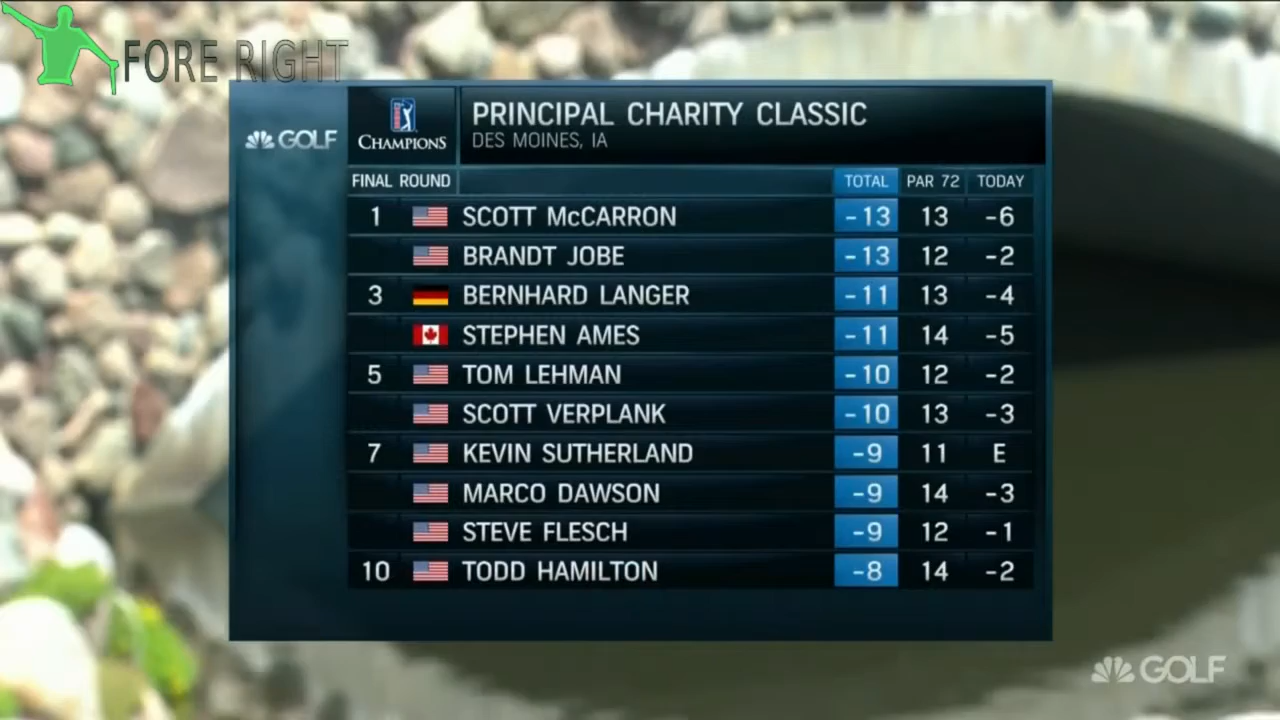 FORE RIGHT
GOLF
CHAMPIONS
PRINCIPAL CHARITY CLASSIC
DES MOINES, IA
FINAL ROUND TOTAL PAR 72 TODAY
1 SCOTT McCARRON -13 13 -6
BRANDT JOBE -13 12 -2
3 BERNHARD LANGER -11 13 -4
STEPHEN AMES -11 14 -5
5 TOM LEHMAN -10 12 -2
SCOTT VERPLANK -10 13 -3
7 KEVIN SUTHERLAND -9 11 E
MARCO DAWSON -9 14 -3
STEVE FLESCH -9 12 -1
10 TODD HAMILTON -8 14 -2
GOLF